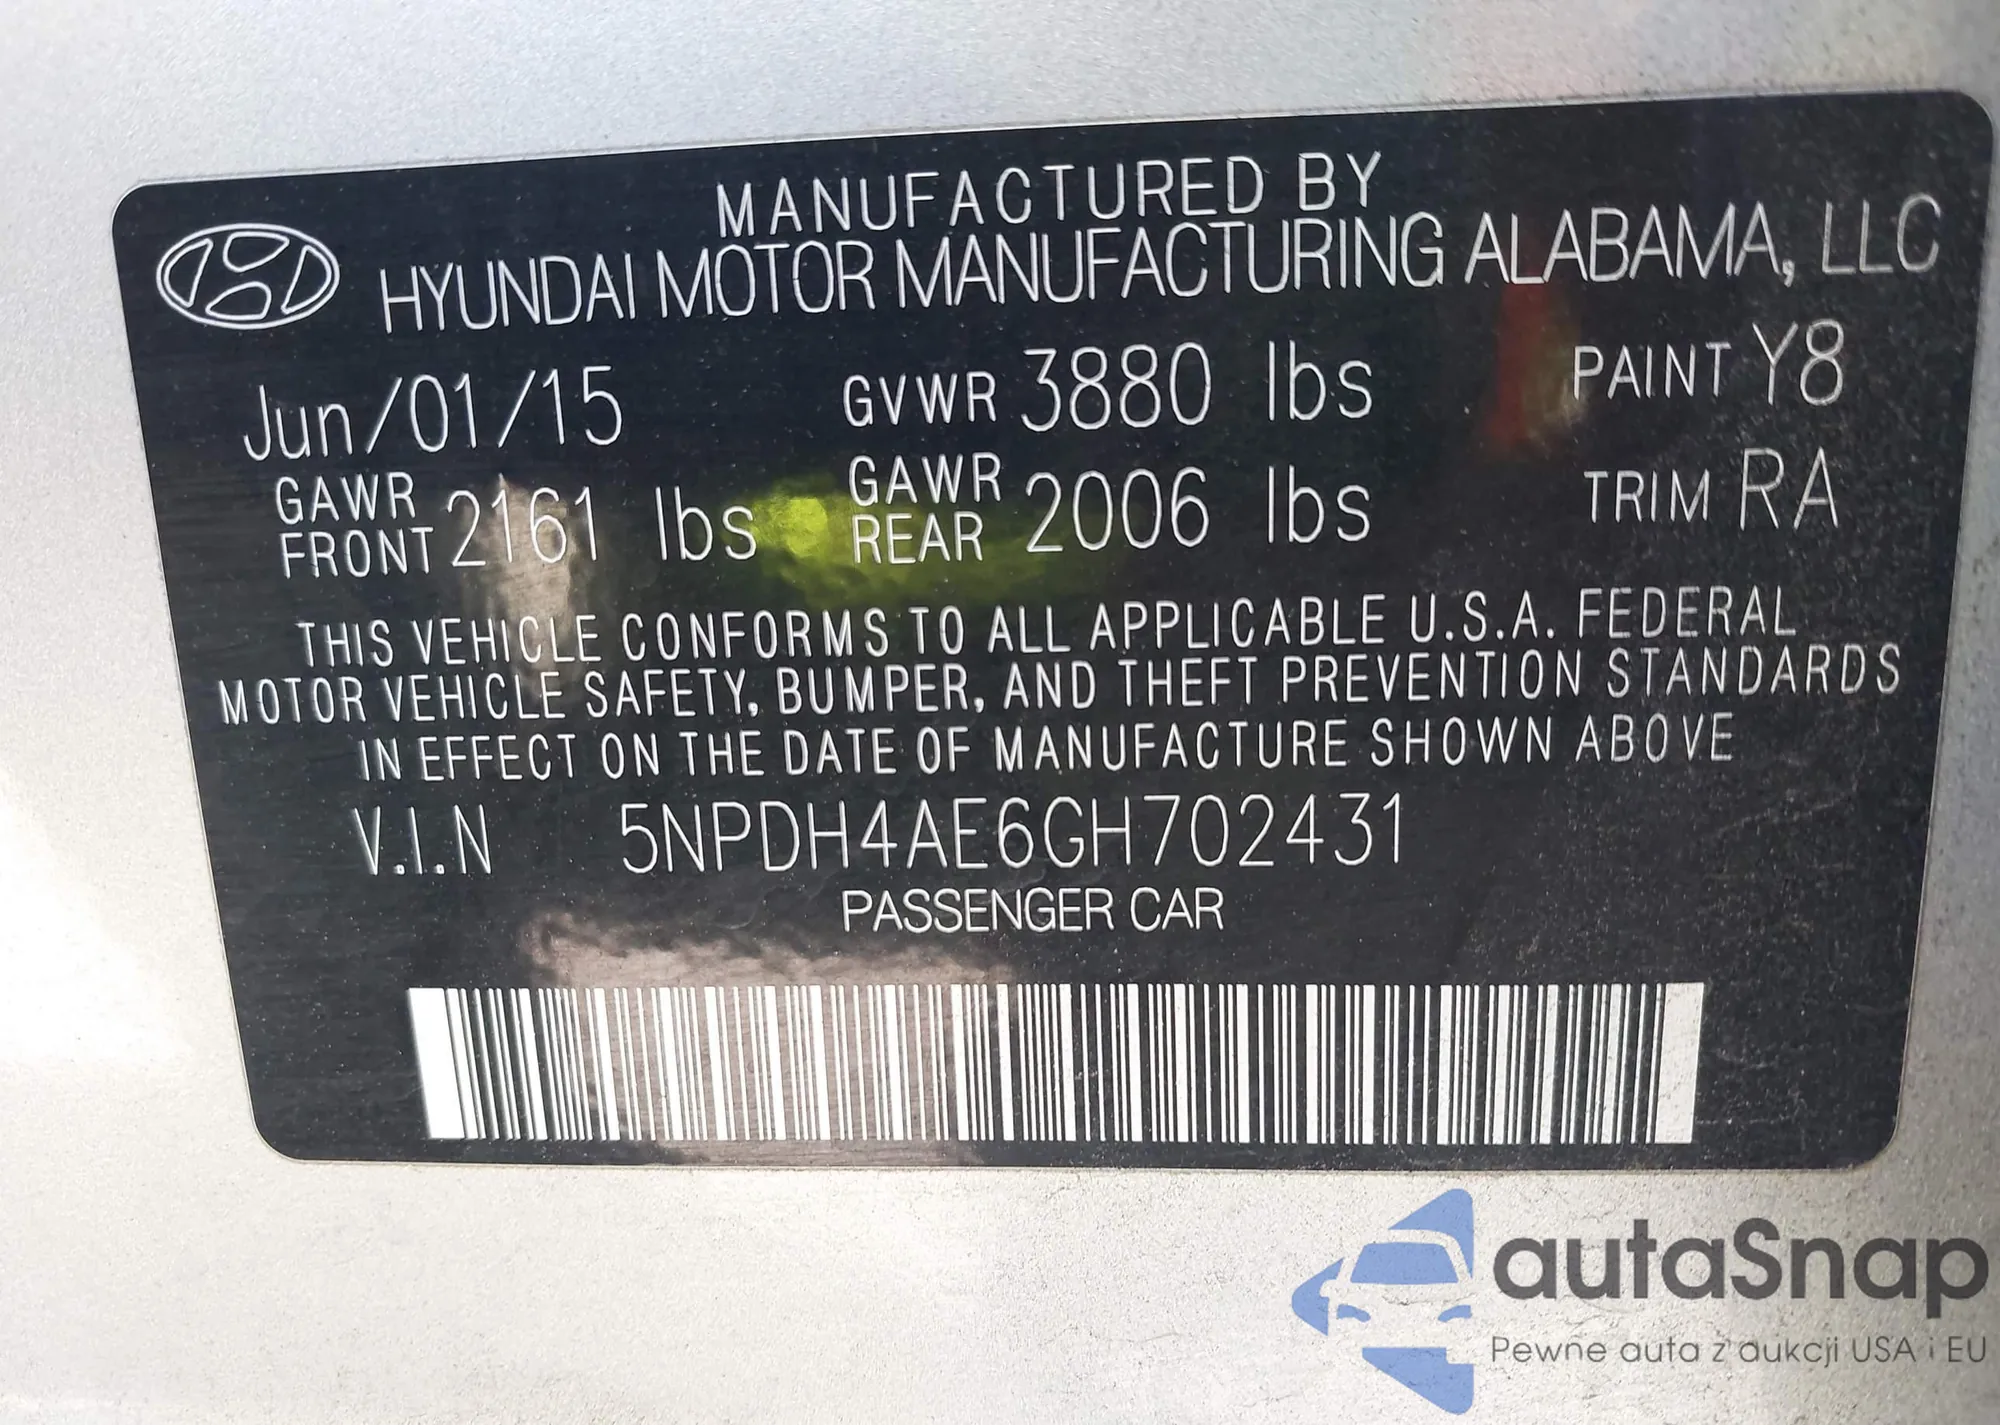 MANUFACTURED BY
HYUNDAI MOTOR MANUFACTURING ALABAMA, LLC
Jun/01/15 GVWR 3880 lbs PAINT Y8
GAWR FRONT 2161 lbs GAWR REAR 2006 lbs TRIM RA
THIS VEHICLE CONFORMS TO ALL APPLICABLE U.S.A. FEDERAL
MOTOR VEHICLE SAFETY, BUMPER, AND THEFT PREVENTION STANDARDS
IN EFFECT ON THE DATE OF MANUFACTURE SHOWN ABOVE
V.I.N 5NPDH4AE6GH702431
PASSENGER CAR
autaSnap
Pewne auta z aukcji USA i EU